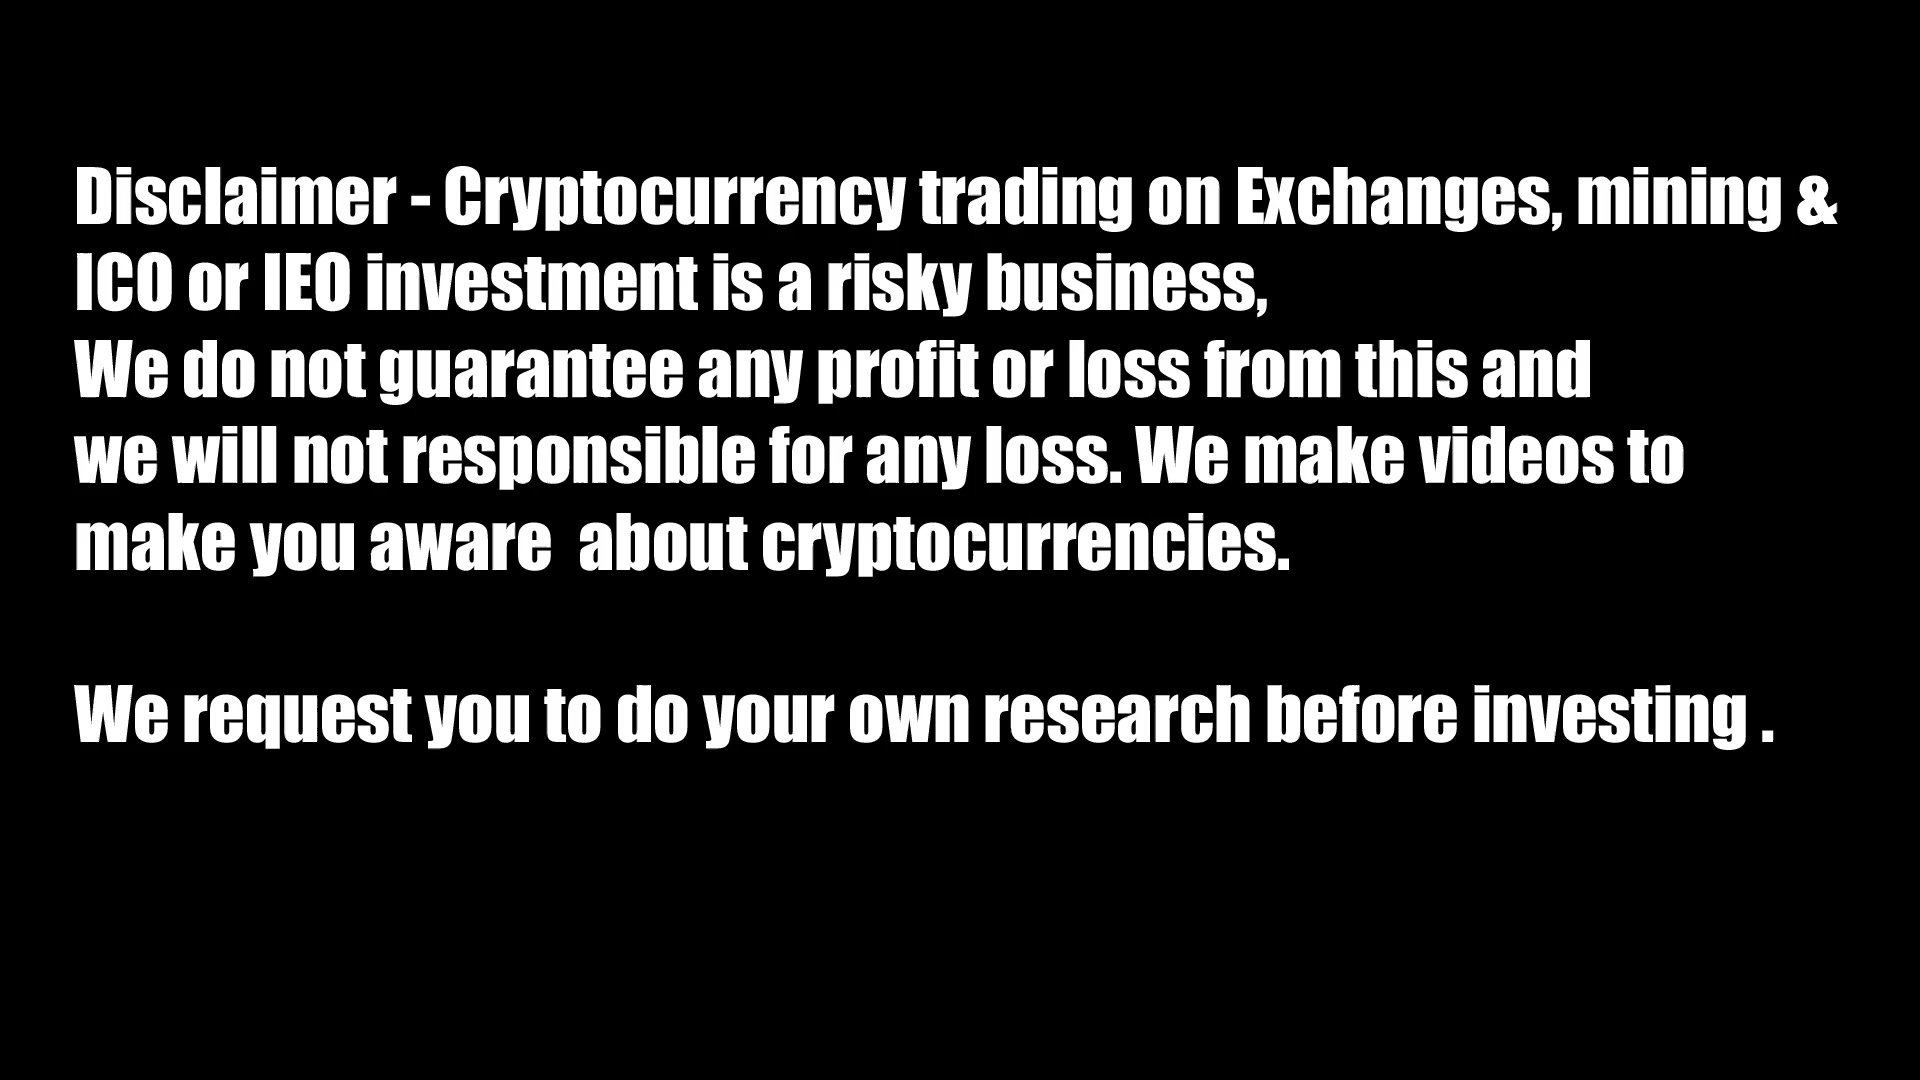 Disclaimer - Cryptocurrency trading on Exchanges, mining &
ICO or IEO investment is a risky business,
We do not guarantee any profit or loss from this and
we will not responsible for any loss. We make videos to
make you aware  about cryptocurrencies.
We request you to do your own research before investing .